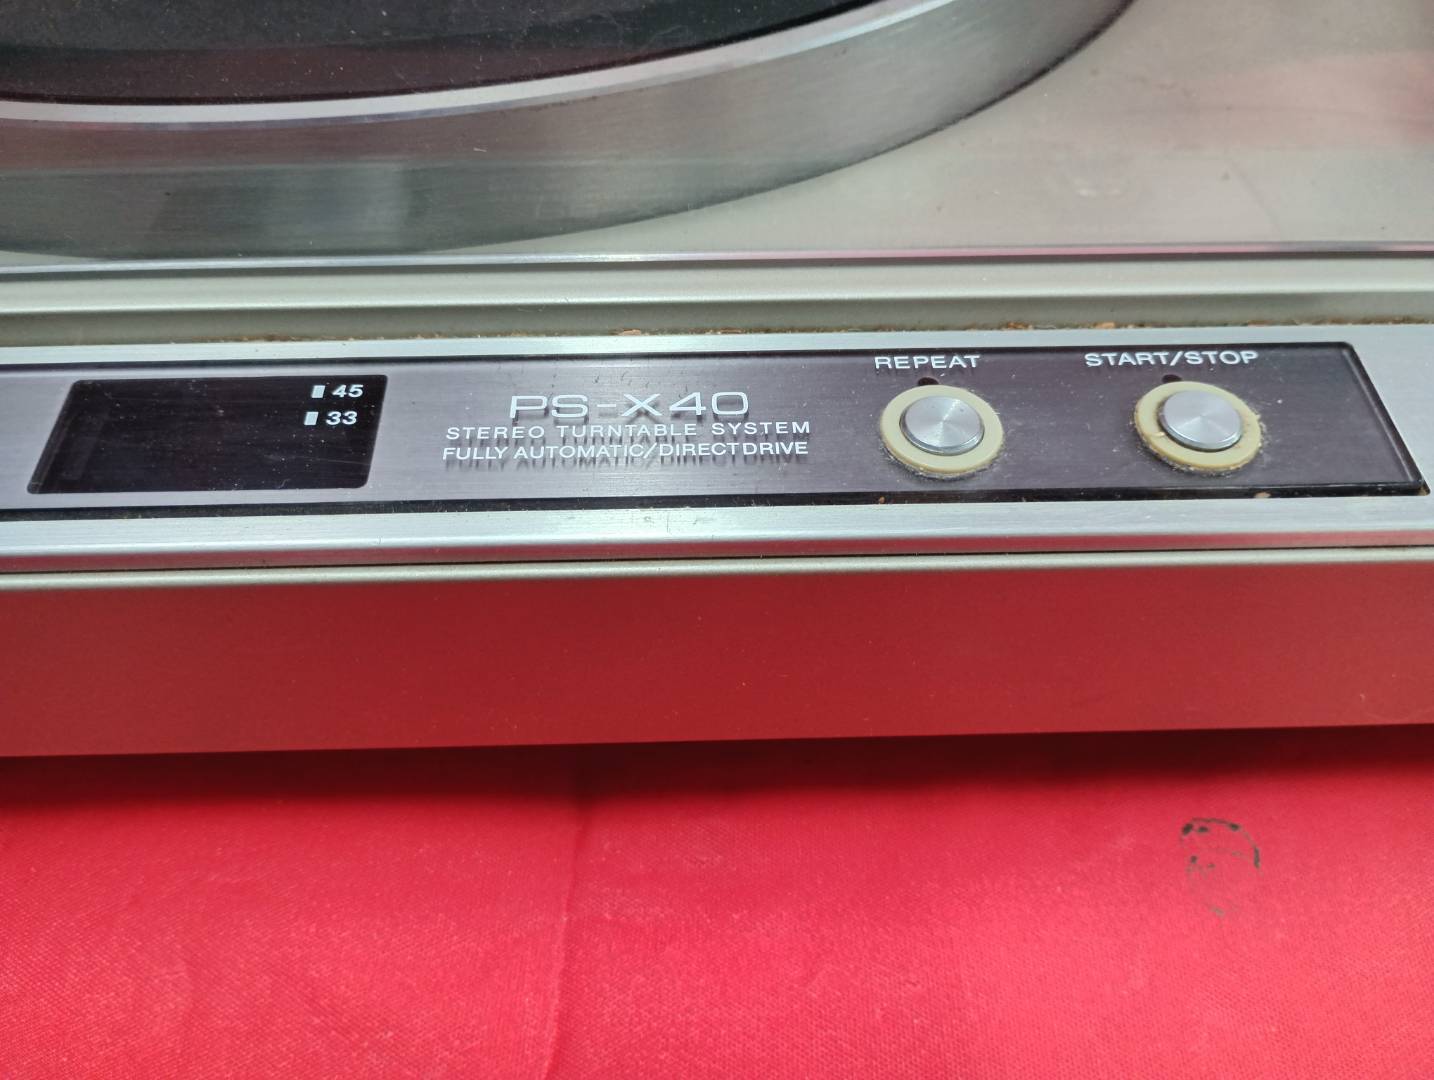 45
33
PS-X40
STEREO TURNTABLE SYSTEM
FULLY AUTOMATIC/DIRECT DRIVE
REPEAT
START/STOP